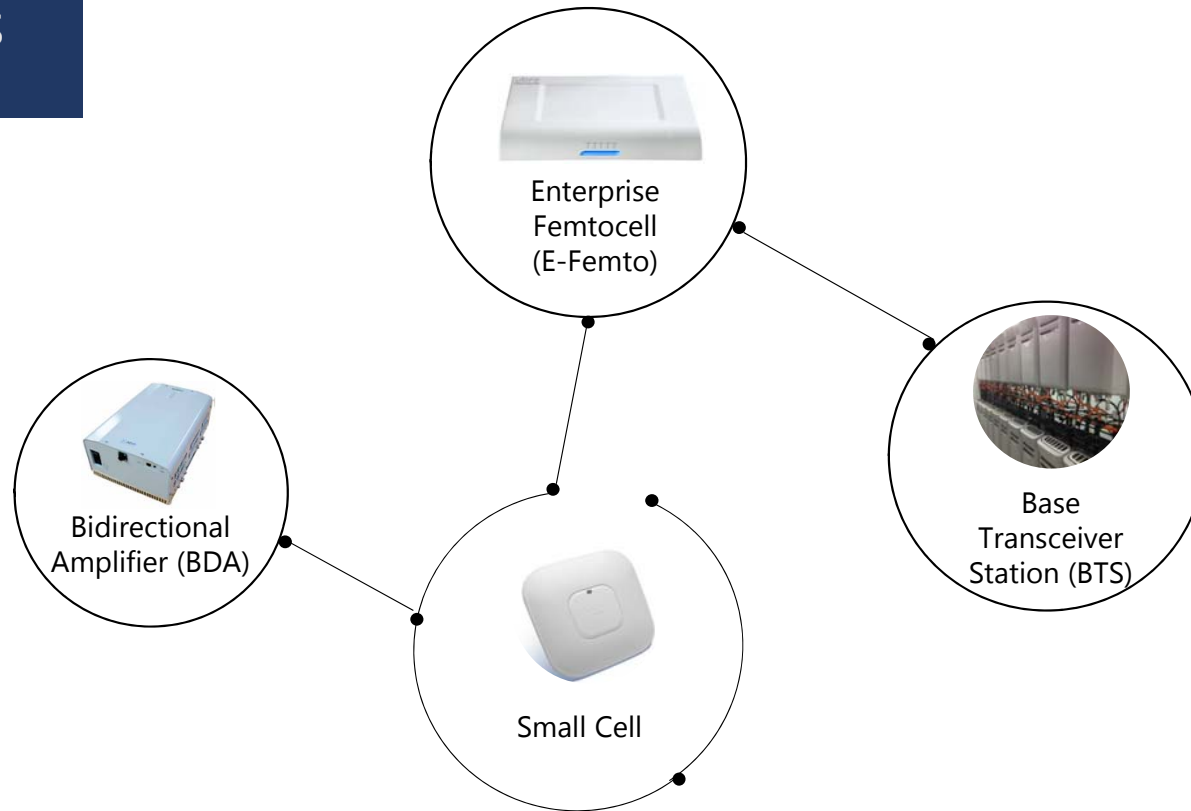 Enterprise
Femtocell
(E-Femto)
Bidirectional
Amplifier (BDA)
Base
Transceiver
Station (BTS)
Small Cell